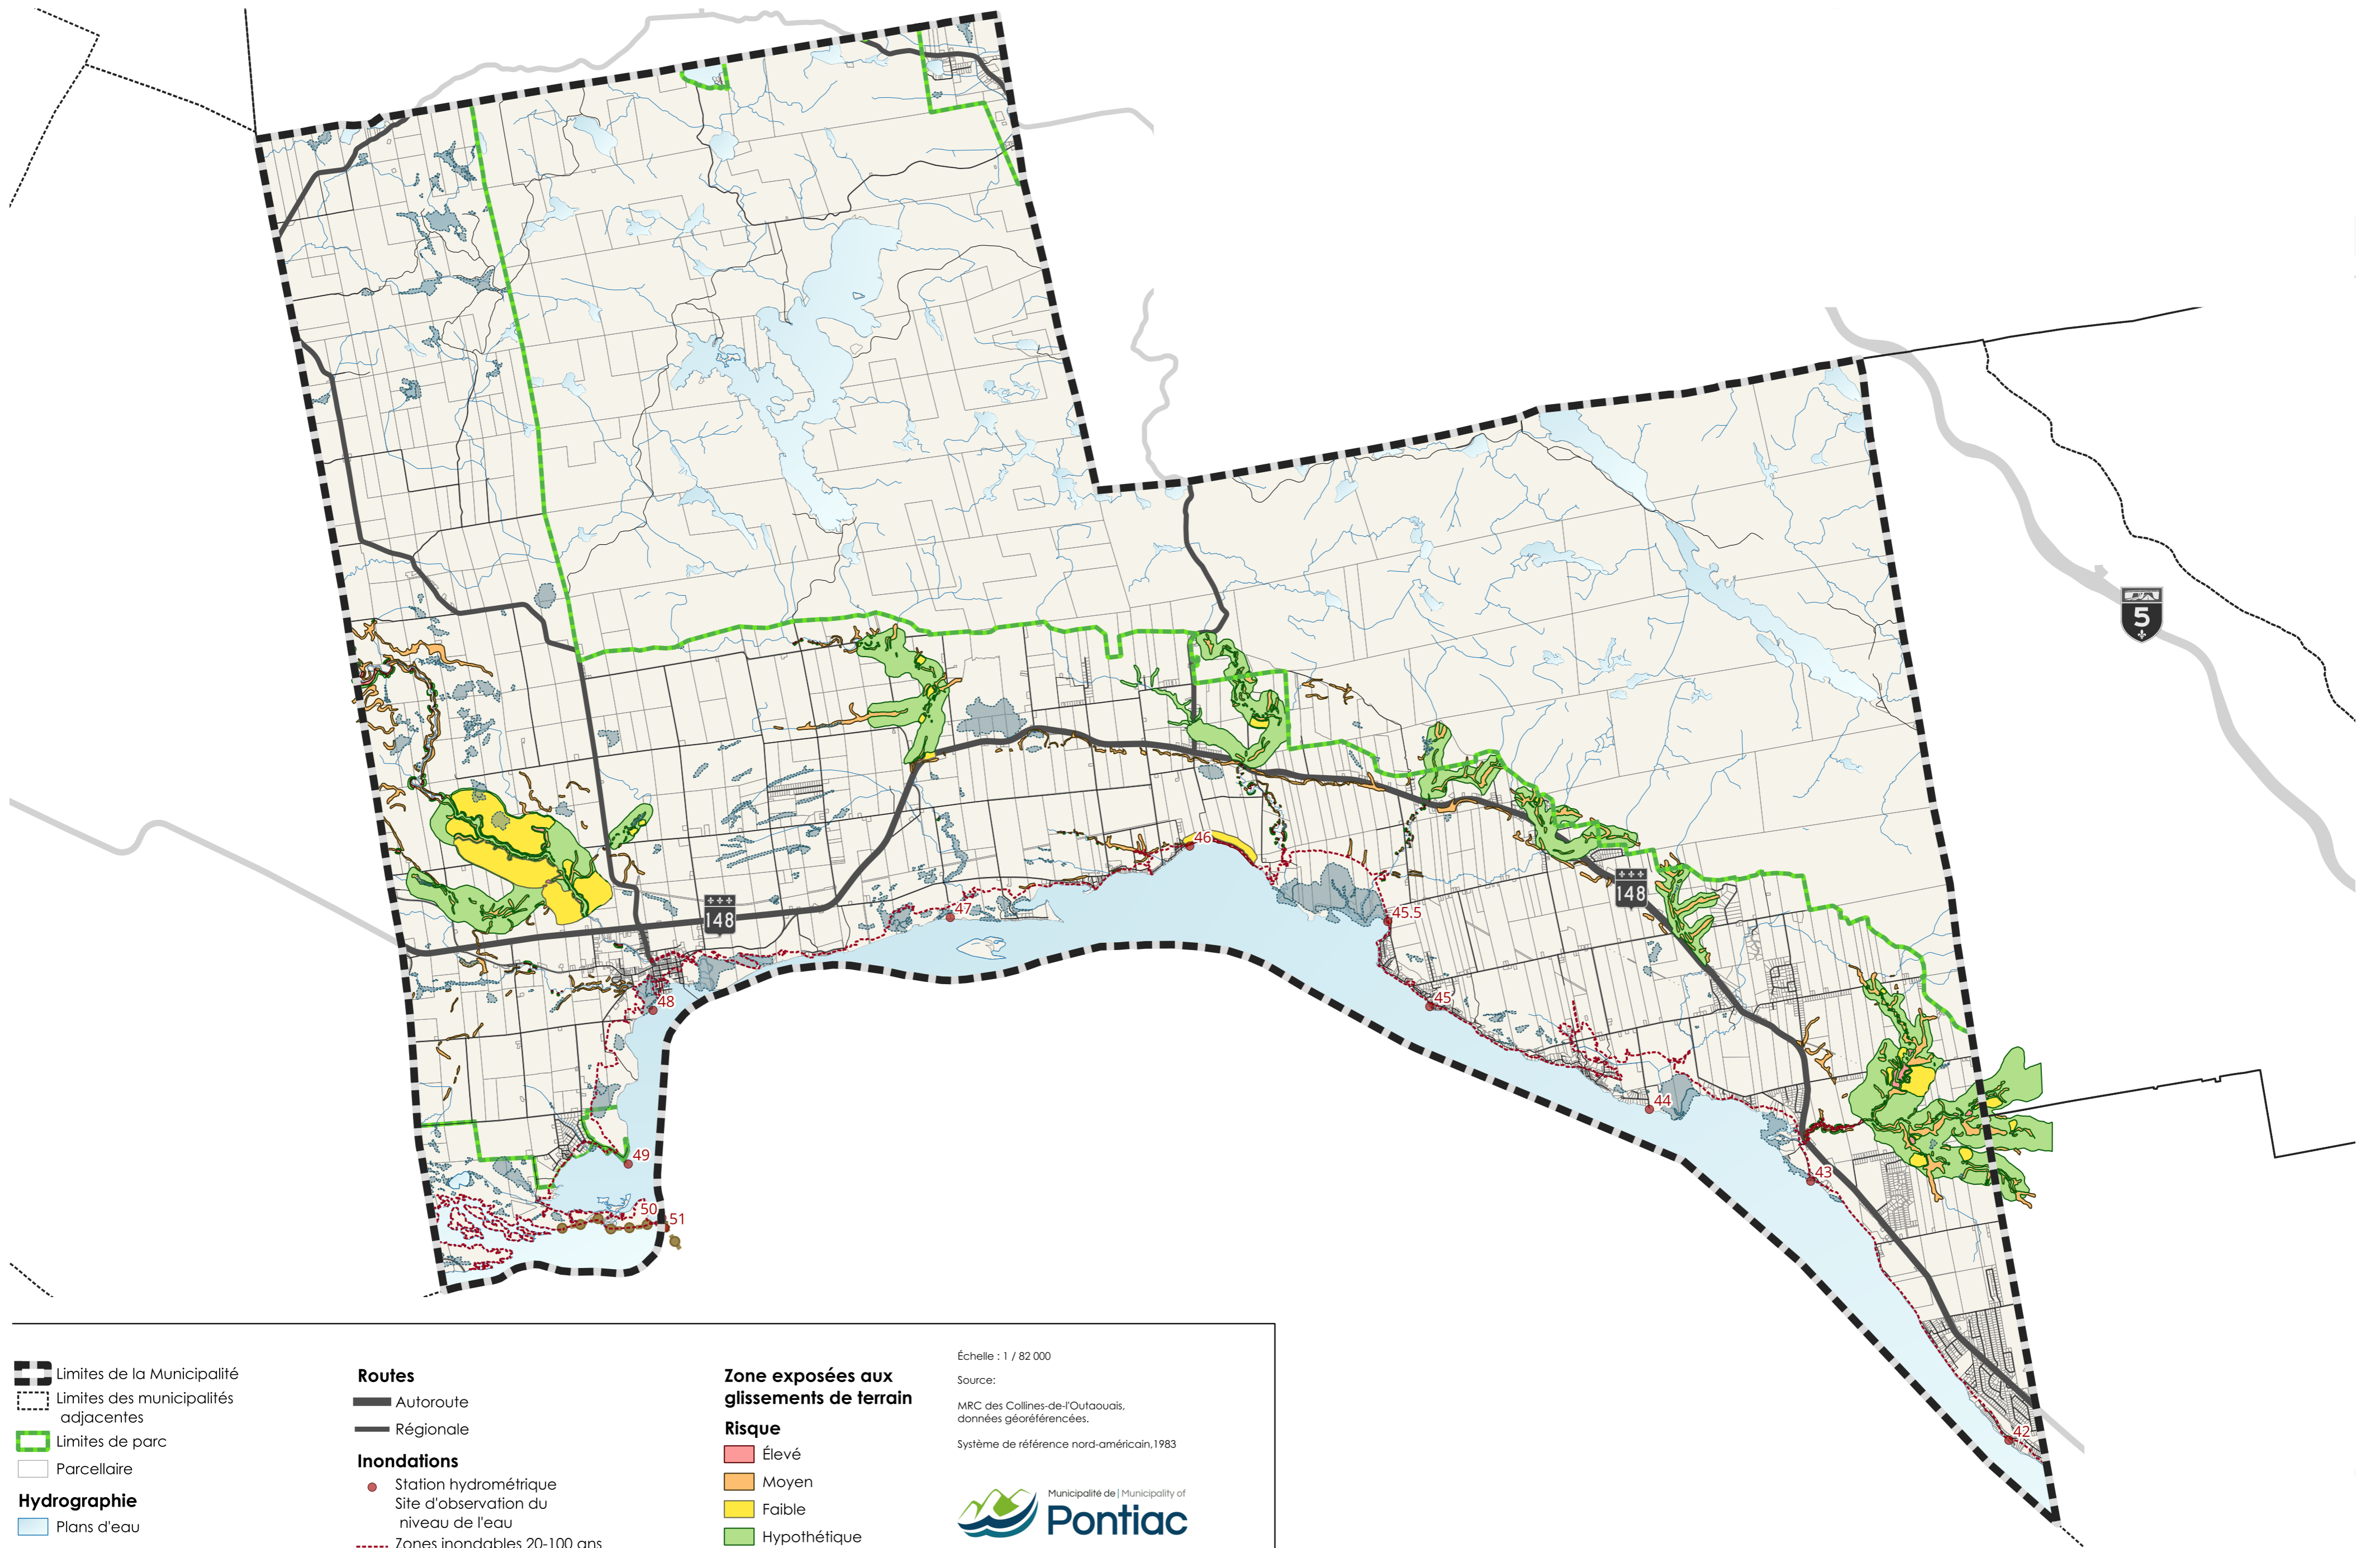 5
148
148
46
47
45.5
45
48
44
49
43
50
51
42
Limites de la Municipalité
Limites des municipalités
adjacentes
Limites de parc
Parcellaire
Hydrographie
Plans d'eau
Routes
Autoroute
Régionale
Inondations
Station hydrométrique
Site d'observation du
niveau de l'eau
Zones inondables 20-100 ans
Zone exposées aux
glissements de terrain
Risque
Élevé
Moyen
Faible
Hypothétique
Échelle : 1 / 82 000
Source:
MRC des Collines-de-l'Outaouais,
données géoréférencées.
Système de référence nord-américain,1983
Municipalité de | Municipality of
Pontiac